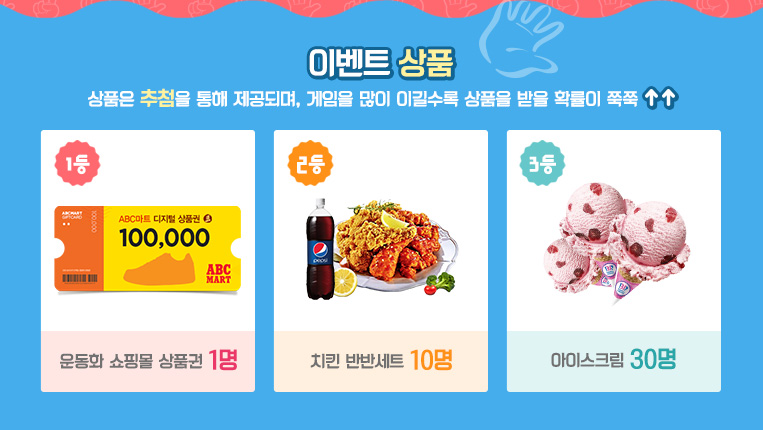 이벤트 상품
상품은 추첨을 통해 제공되며, 게임을 많이 이길수록 상품을 받을 확률이 쭉쭉
1등
2등
3등
ABCMART
GIFTCARD
ABC마트 디지털 상품권
100,000
100,000
ABC
MART
pepsi
운동화 쇼핑몰 상품권 1명
치킨 반반세트 10명
아이스크림 30명